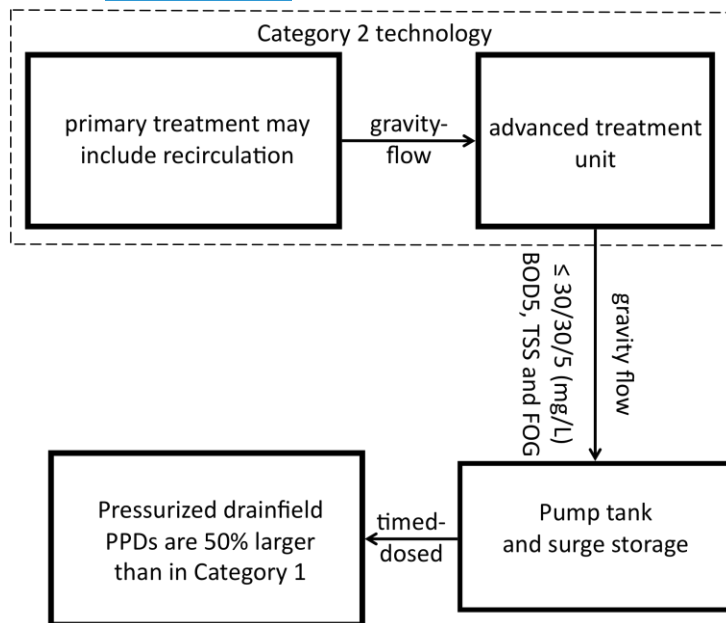 Category 2 technology
primary treatment may
include recirculation
gravity-
flow
advanced treatment
unit
≤ 30/30/5 (mg/L)
BOD5, TSS and FOG
gravity flow
Pump tank
and surge storage
timed-
dosed
Pressurized drainfield
PPDs are 50% larger
than in Category 1